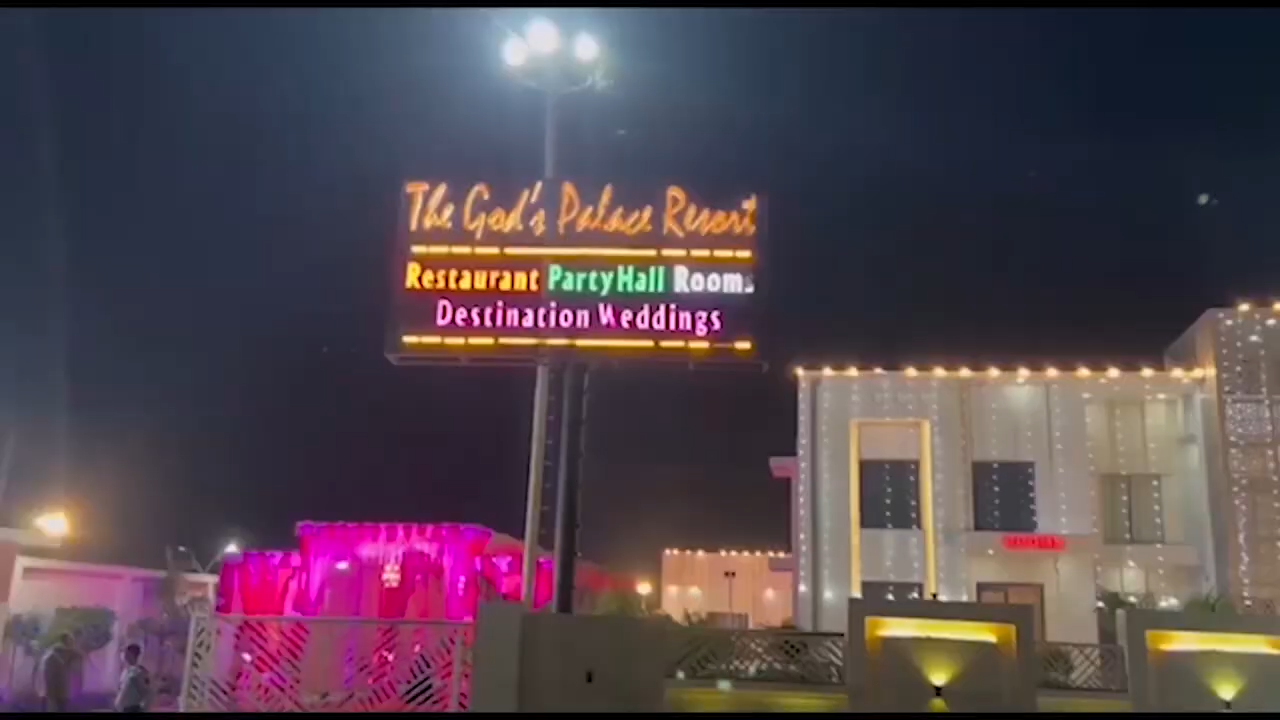 The God's Palace Resort
Restaurant PartyHall Rooms
Destination Weddings